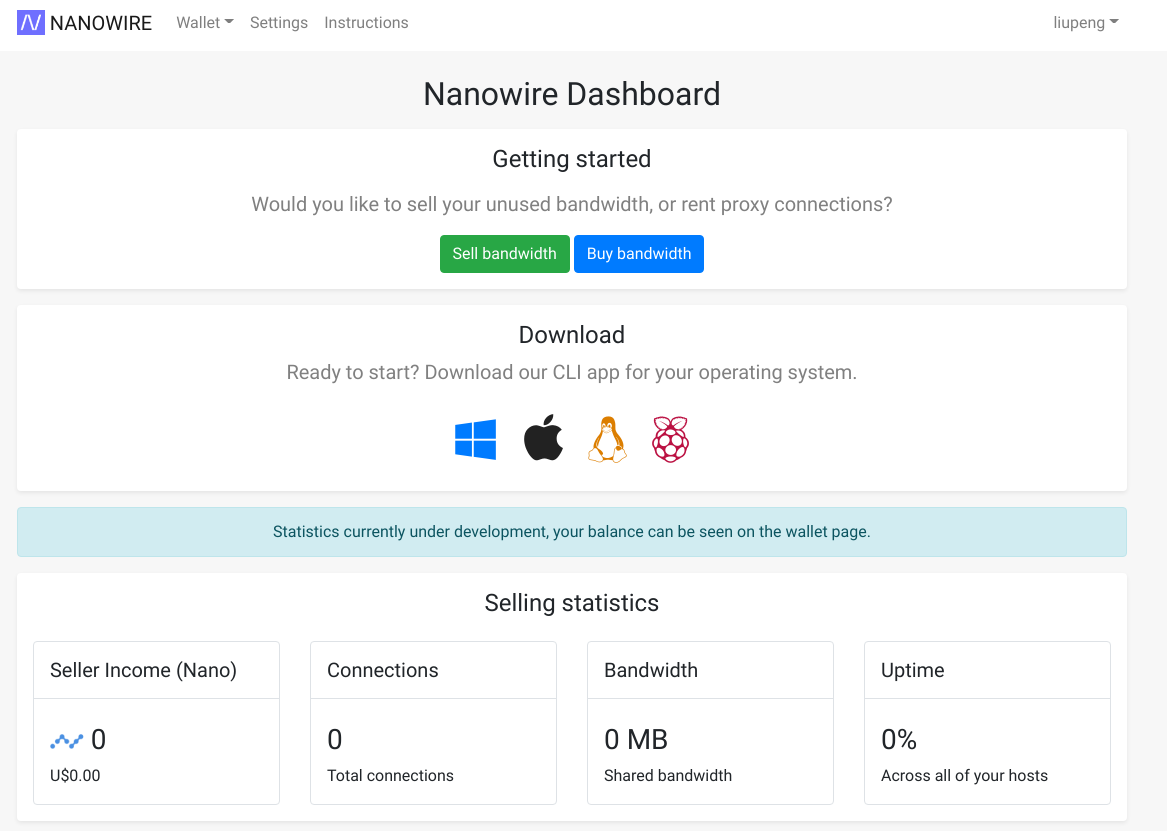 NANOWIRE Wallet Settings Instructions liupeng
Nanowire Dashboard
Getting started
Would you like to sell your unused bandwidth, or rent proxy connections?
Sell bandwidth Buy bandwidth
Download
Ready to start? Download our CLI app for your operating system.
Statistics currently under development, your balance can be seen on the wallet page.
Selling statistics
Seller Income (Nano)
0
U$0.00
Connections
0
Total connections
Bandwidth
0 MB
Shared bandwidth
Uptime
0%
Across all of your hosts